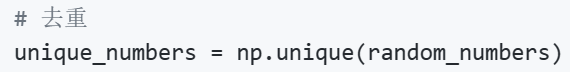 # 去重
unique_numbers = np.unique(random_numbers)